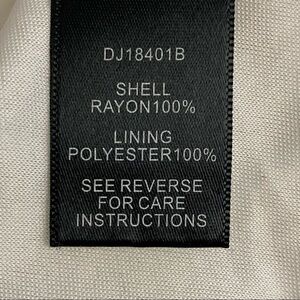 DJ18401B
SHELL
RAYON100%
LINING
POLYESTER100%
SEE REVERSE
FOR CARE
INSTRUCTIONS